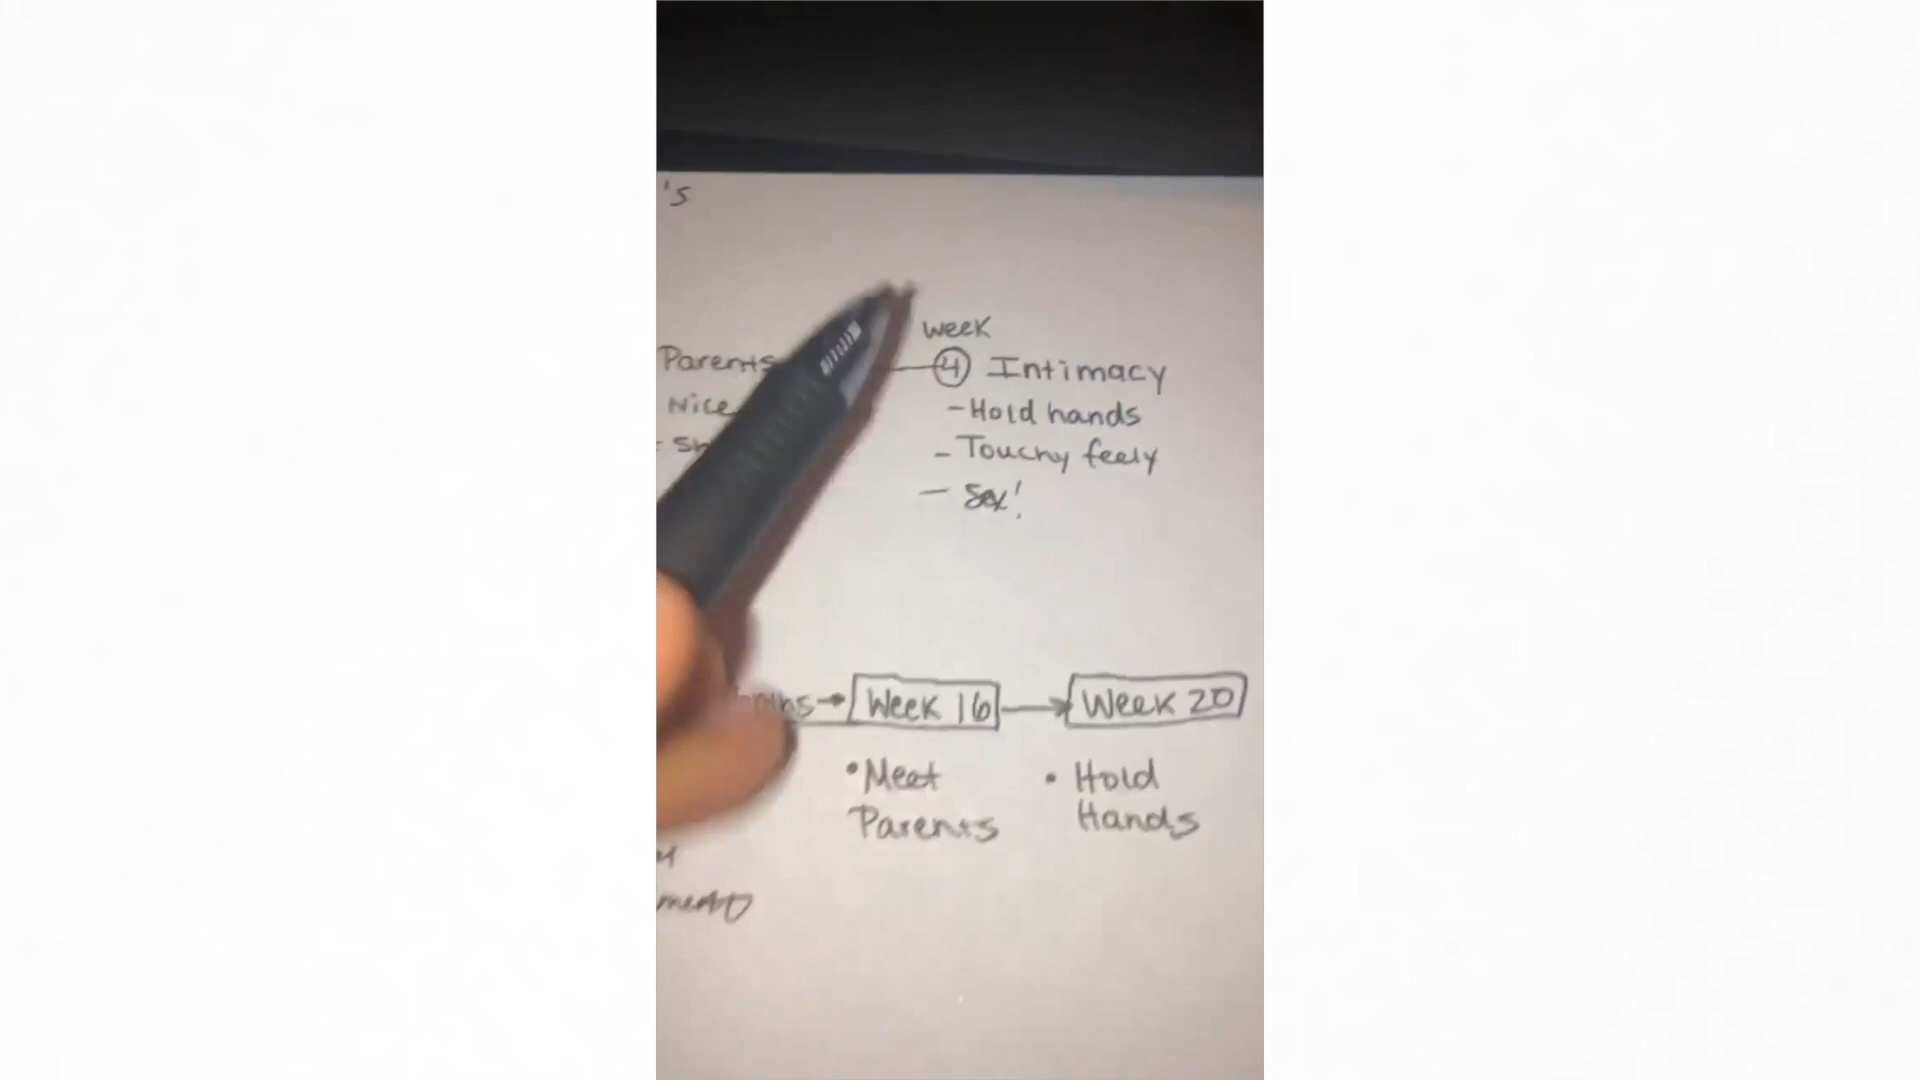 's
week
Parents
4 Intimacy
Nice
- Hold hands
- Touchy feely
- Sex!
Week 16
Week 20
• Meet
Parents
• Hold
Hands